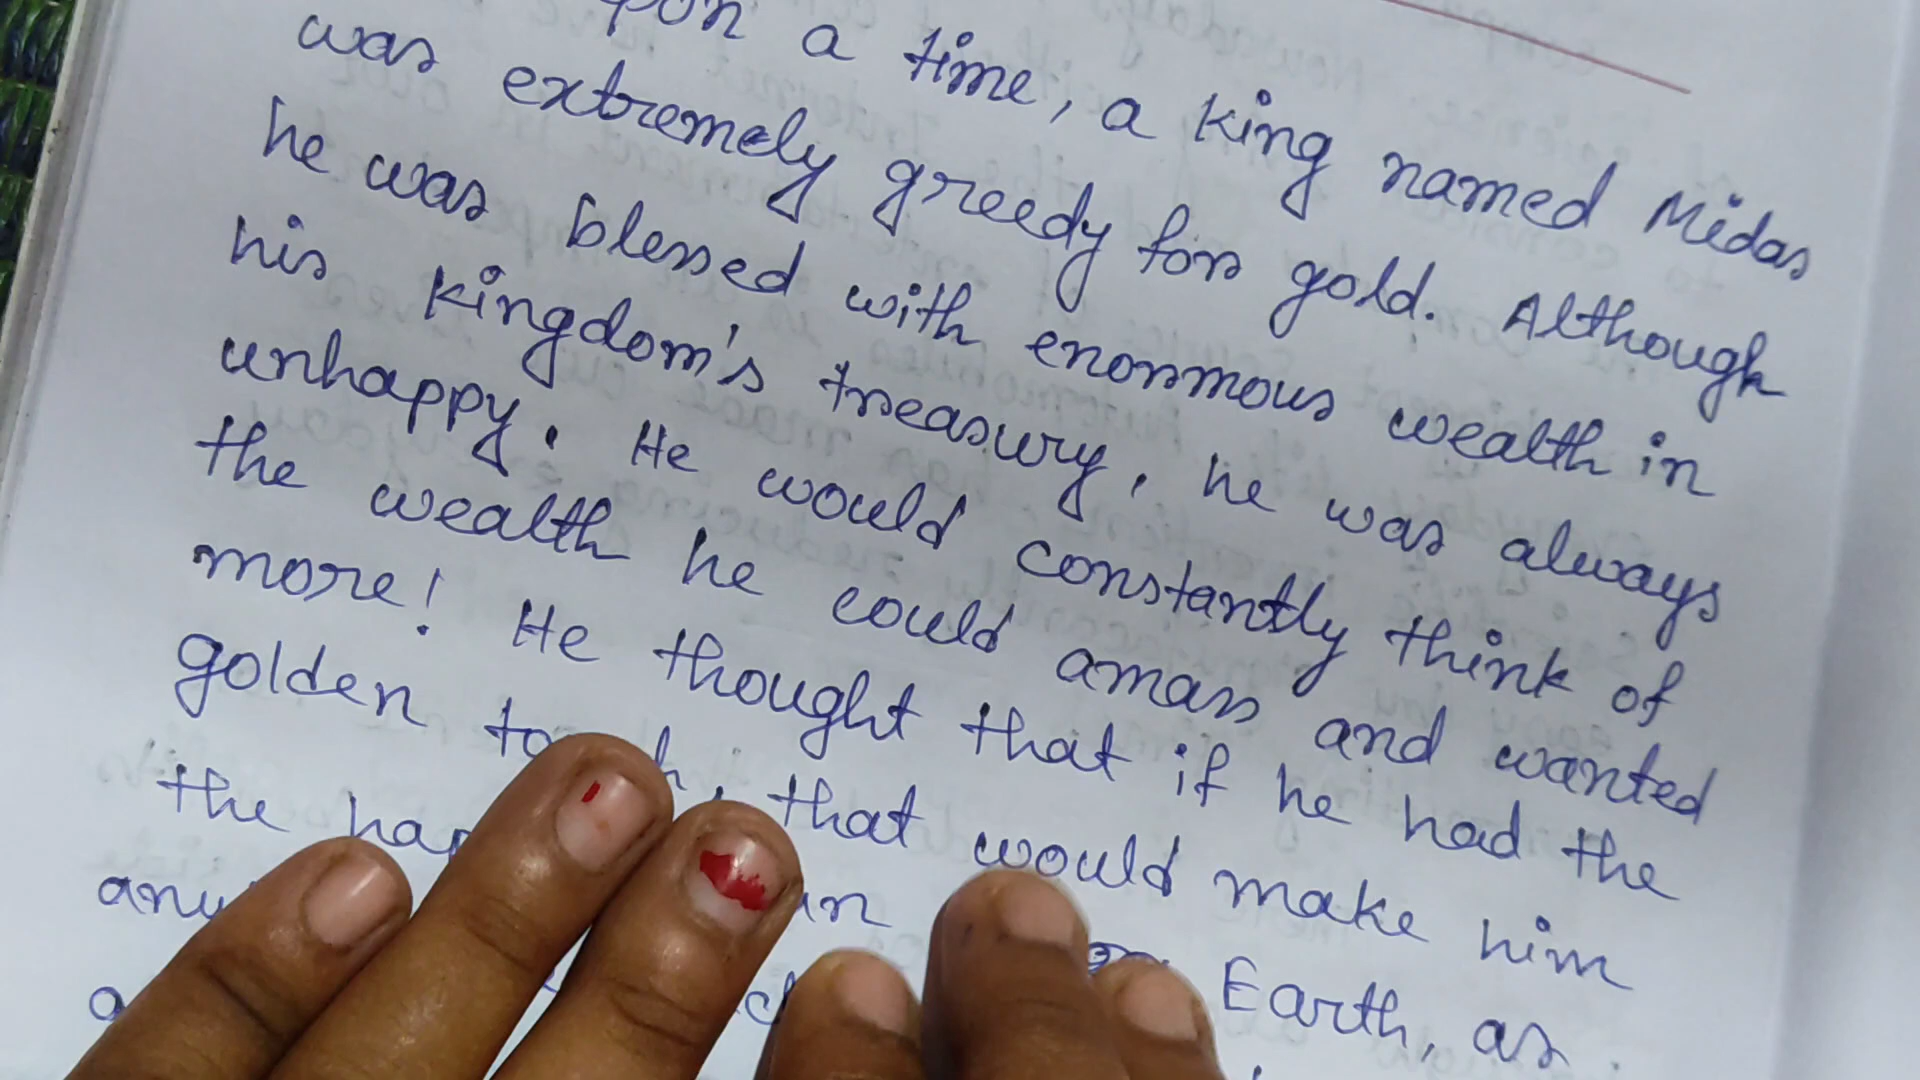 upon a time, a king named Midas
was extremely greedy for gold. Although
he was blessed with enormous wealth in
his kingdom's treasury, he was always
unhappy. He would constantly think of
the wealth he could amass and wanted
more! He thought that if he had the
golden that would make him
the
Earth, as